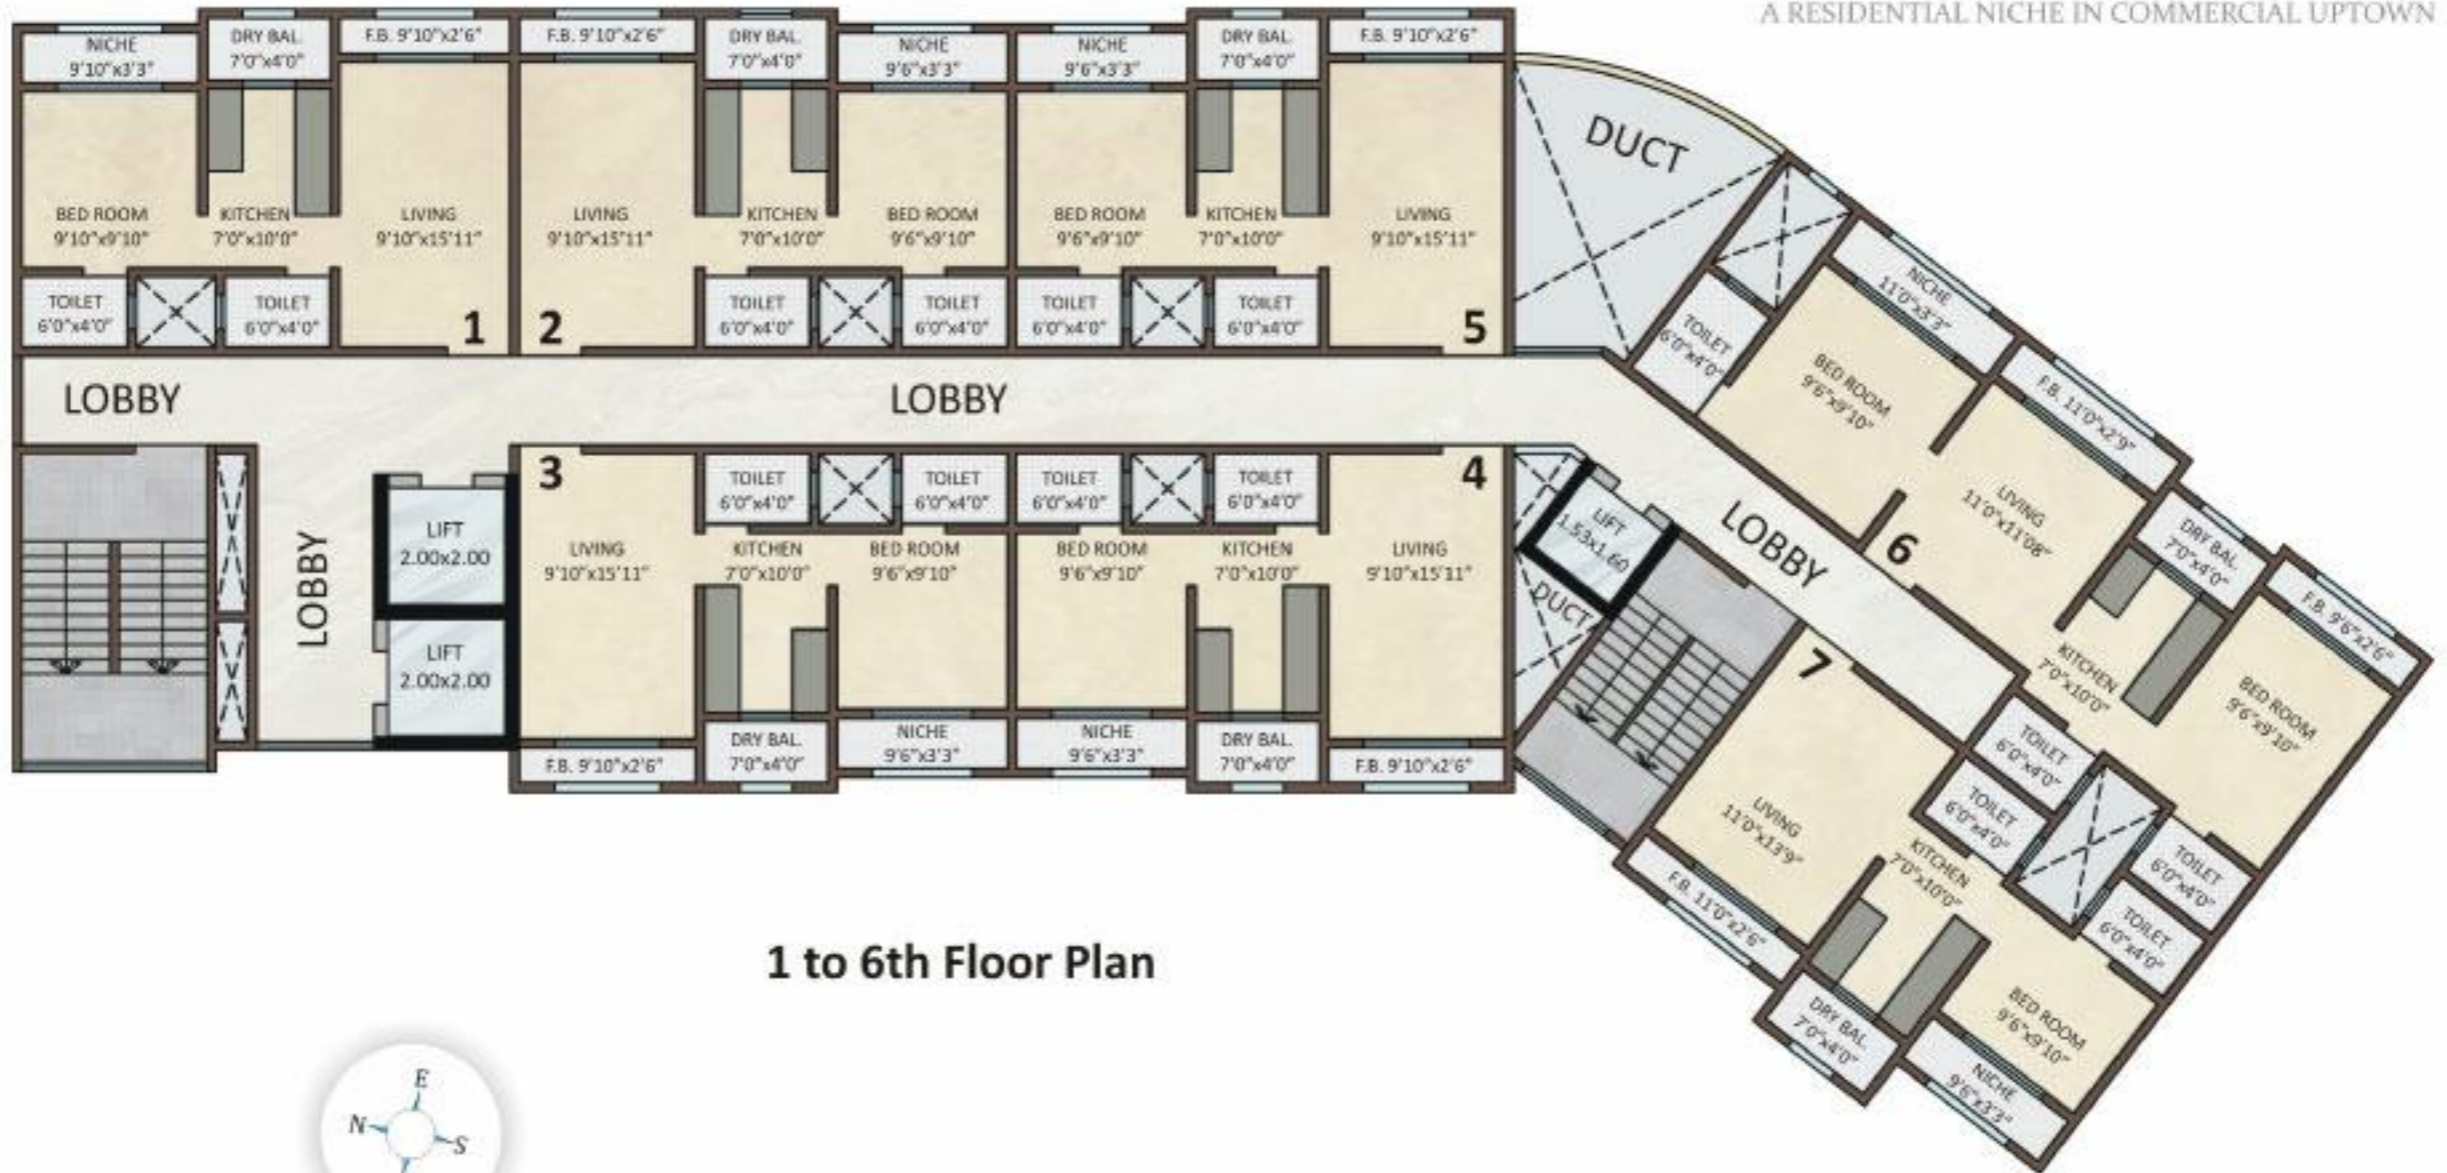 A RESIDENTIAL NICHE IN COMMERCIAL UPTOWN
NICHE
9'10"x3'3"
DRY BAL.
7'0"x4'0"
F.B. 9'10"x2'6"
F.B. 9'10"x2'6"
DRY BAL.
7'0"x4'0"
NICHE
9'6"x3'3"
NICHE
9'6"x3'3"
DRY BAL.
7'0"x4'0"
F.B. 9'10"x2'6"
DUCT
BED ROOM
9'10"x9'10"
KITCHEN
7'0"x10'0"
LIVING
9'10"x15'11"
LIVING
9'10"x15'11"
KITCHEN
7'0"x10'0"
BED ROOM
9'6"x9'10"
BED ROOM
9'6"x9'10"
KITCHEN
7'0"x10'0"
LIVING
9'10"x15'11"
TOILET
6'0"x4'0"
TOILET
6'0"x4'0"
1
2
TOILET
6'0"x4'0"
TOILET
6'0"x4'0"
TOILET
6'0"x4'0"
TOILET
6'0"x4'0"
5
LOBBY
LOBBY
LOBBY
LIFT
2.00x2.00
LIFT
2.00x2.00
3
TOILET
6'0"x4'0"
TOILET
6'0"x4'0"
TOILET
6'0"x4'0"
TOILET
6'0"x4'0"
4
LIVING
9'10"x15'11"
KITCHEN
7'0"x10'0"
BED ROOM
9'6"x9'10"
BED ROOM
9'6"x9'10"
KITCHEN
7'0"x10'0"
LIVING
9'10"x15'11"
F.B. 9'10"x2'6"
DRY BAL.
7'0"x4'0"
NICHE
9'6"x3'3"
NICHE
9'6"x3'3"
DRY BAL.
7'0"x4'0"
F.B. 9'10"x2'6"
NICHE
11'0"x3'3"
TOILET
6'0"x4'0"
BED ROOM
9'6"x9'10"
F.B. 11'0"x2'9"
LIVING
11'0"x11'08"
6
DRY BAL.
7'0"x4'0"
F.B. 9'6"x2'6"
KITCHEN
7'0"x10'0"
BED ROOM
9'6"x9'10"
LIFT
1.53x1.60
DUCT
LOBBY
7
TOILET
6'0"x4'0"
TOILET
6'0"x4'0"
TOILET
6'0"x4'0"
TOILET
6'0"x4'0"
LIVING
11'0"x13'9"
KITCHEN
7'0"x10'0"
F.B. 11'0"x2'6"
DRY BAL.
7'0"x4'0"
BED ROOM
9'6"x9'10"
NICHE
9'6"x3'3"
1 to 6th Floor Plan
E
N
S